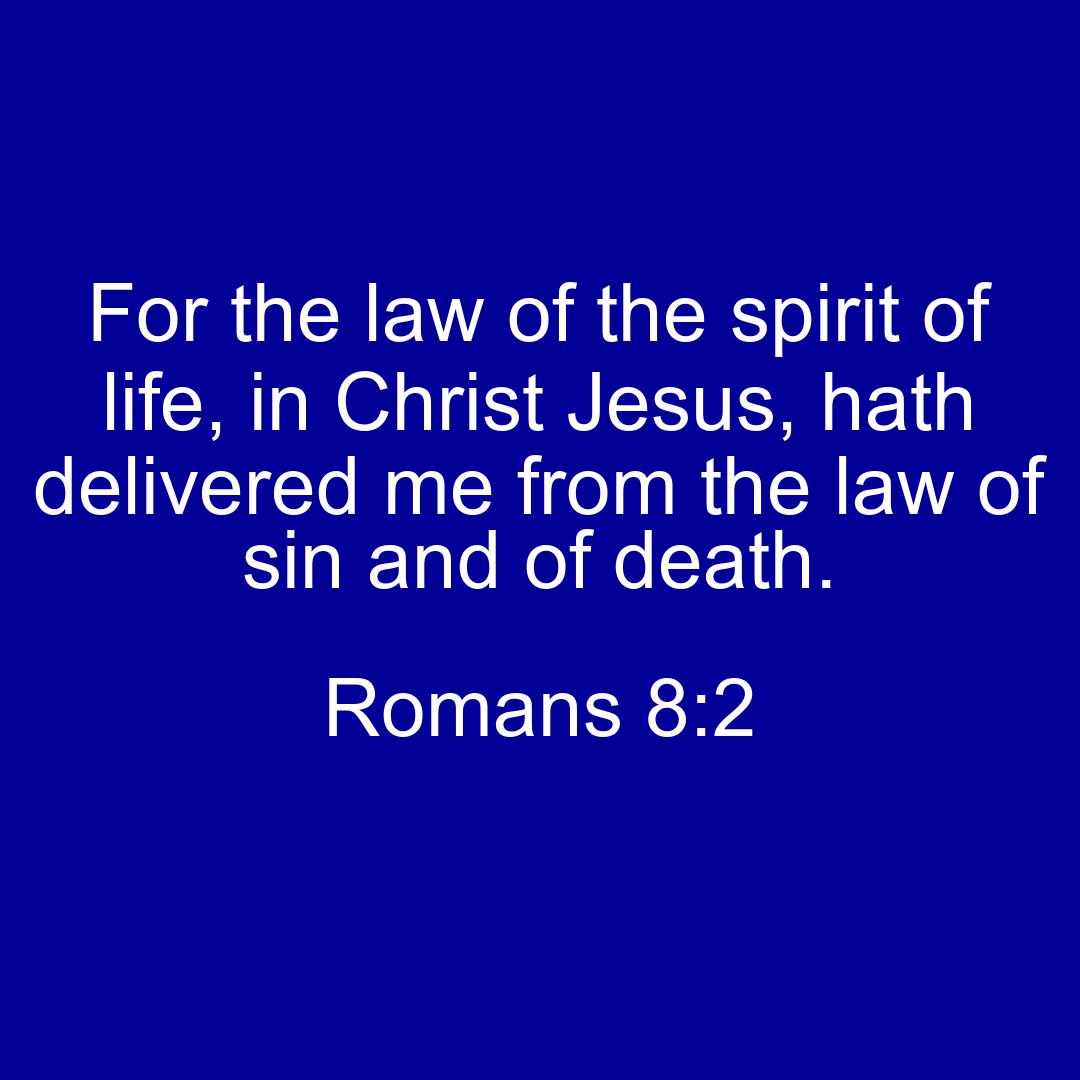 For the law of the spirit of
life, in Christ Jesus, hath
delivered me from the law of
sin and of death.
Romans 8:2